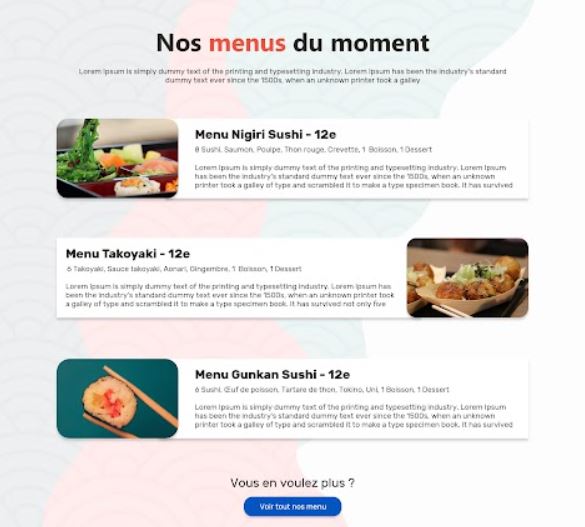 Nos menus du moment
Lorem Ipsum is simply dummy text of the printing and typesetting industry. Lorem Ipsum has been the industry's standard
dummy text ever since the 1500s, when an unknown printer took a galley
Menu Nigiri Sushi - 12e
8 Sushi, Saumon, Poulpe, Thon rouge, Crevette, 1 Boisson, 1 Dessert
Lorem Ipsum is simply dummy text of the printing and typesetting industry. Lorem Ipsum
has been the industry's standard dummy text ever since the 1500s, when an unknown
printer took a galley of type and scrambled it to make a type specimen book. It has survived
Menu Takoyaki - 12e
6 Takoyaki, Sauce takoyaki, Aonari, Gingembre, 1 Boisson, 1 Dessert
Lorem Ipsum is simply dummy text of the printing and typesetting industry. Lorem Ipsum has
been the industry's standard dummy text ever since the 1500s, when an unknown printer took
a galley of type and scrambled it to make a type specimen book. It has survived not only five
Menu Gunkan Sushi - 12e
6 Sushi, Œuf de poisson, Tartare de thon, Tokino, Uni, 1 Boisson, 1 Dessert
Lorem Ipsum is simply dummy text of the printing and typesetting industry. Lorem Ipsum
has been the industry's standard dummy text ever since the 1500s, when an unknown
printer took a galley of type and scrambled it to make a type specimen book. It has survived
Vous en voulez plus ?
Voir tout nos menu